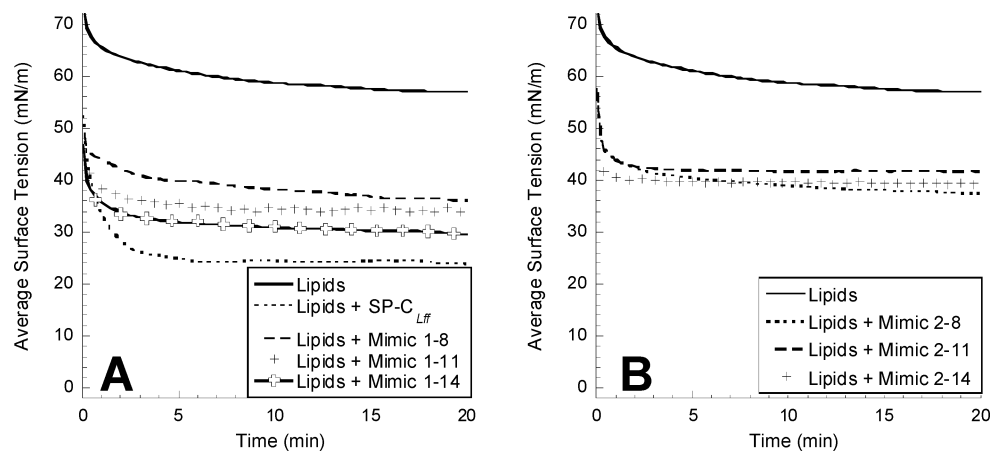 Average Surface Tension (mN/m)
70
60
50
40
30
20
10
0
A
Lipids
Lipids + SP-C Lff
Lipids + Mimic 1-8
Lipids + Mimic 1-11
Lipids + Mimic 1-14
0 5 10 15 20
Time (min)
Average Surface Tension (mN/m)
70
60
50
40
30
20
10
0
B
Lipids
Lipids + Mimic 2-8
Lipids + Mimic 2-11
Lipids + Mimic 2-14
0 5 10 15 20
Time (min)